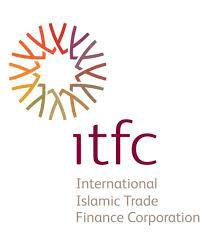 itfc
International
Islamic Trade
Finance Corporation